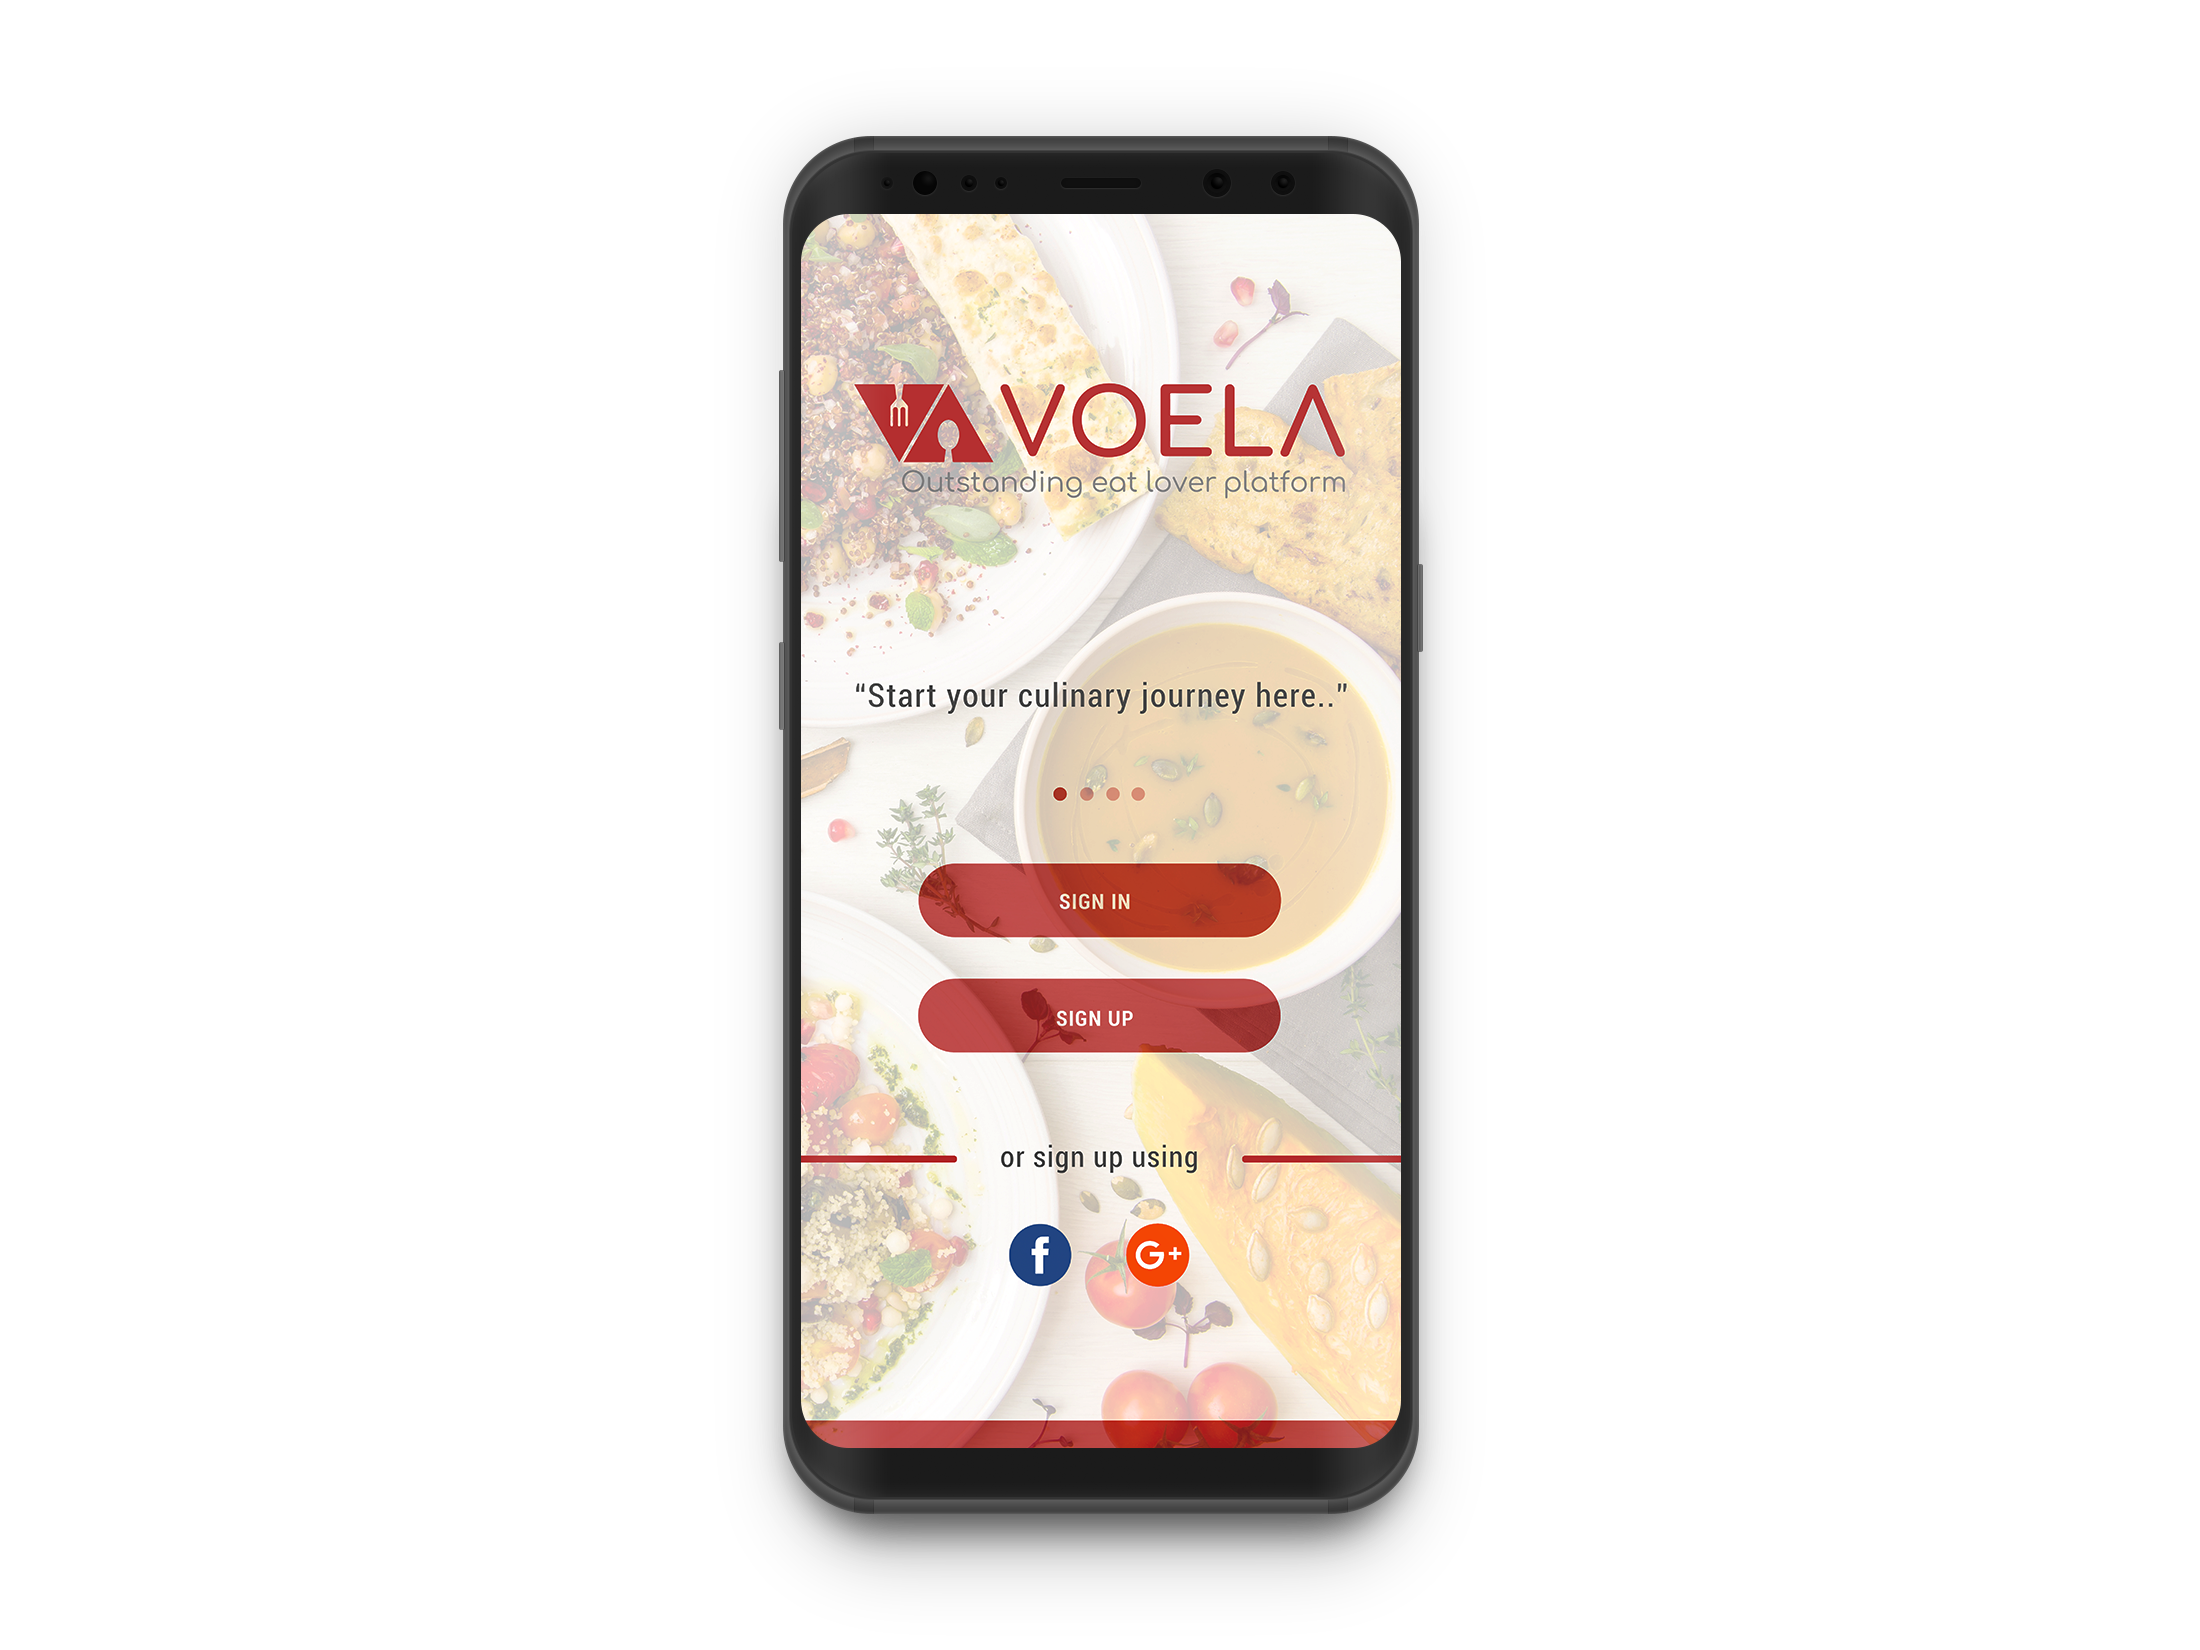 VOELA
Outstanding eat lover platform
“Start your culinary journey here..”
SIGN IN
SIGN UP
or sign up using
f
G+